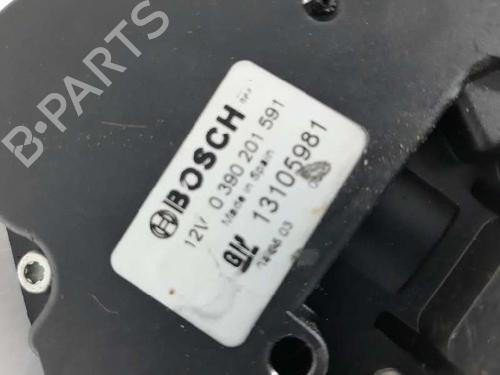 B-PARTS
BOSCH
12V 0 390 201 591
Made in Spain
GM 13105981